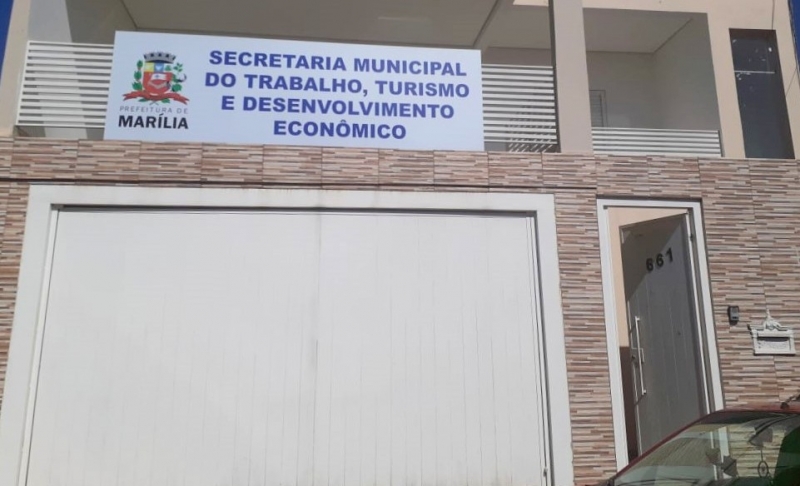 SECRETARIA MUNICIPAL
DO TRABALHO, TURISMO
E DESENVOLVIMENTO
ECONÔMICO
PREFEITURA DE
MARÍLIA
661